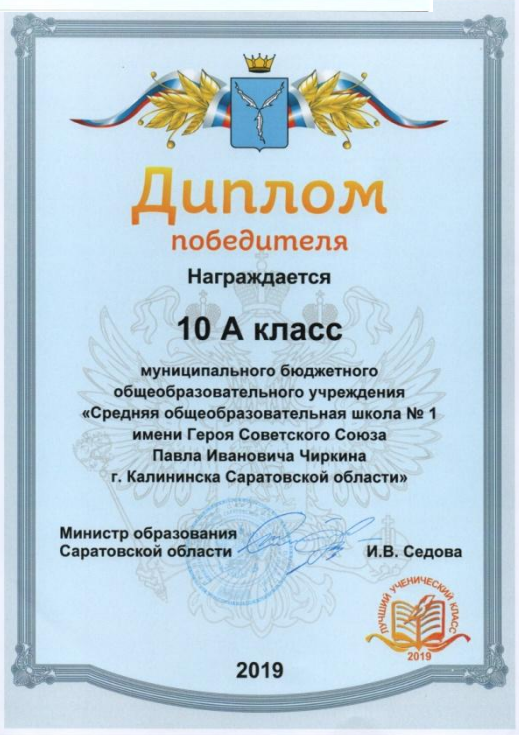 Диплом
победителя
Награждается
10 А класс
муниципального бюджетного
общеобразовательного учреждения
«Средняя общеобразовательная школа № 1
имени Героя Советского Союза
Павла Ивановича Чиркина
г. Калининска Саратовской области»
Министр образования
Саратовской области
И.В. Седова
ЛУЧШИЙ УЧЕНИЧЕСКИЙ КЛАСС
2019
2019